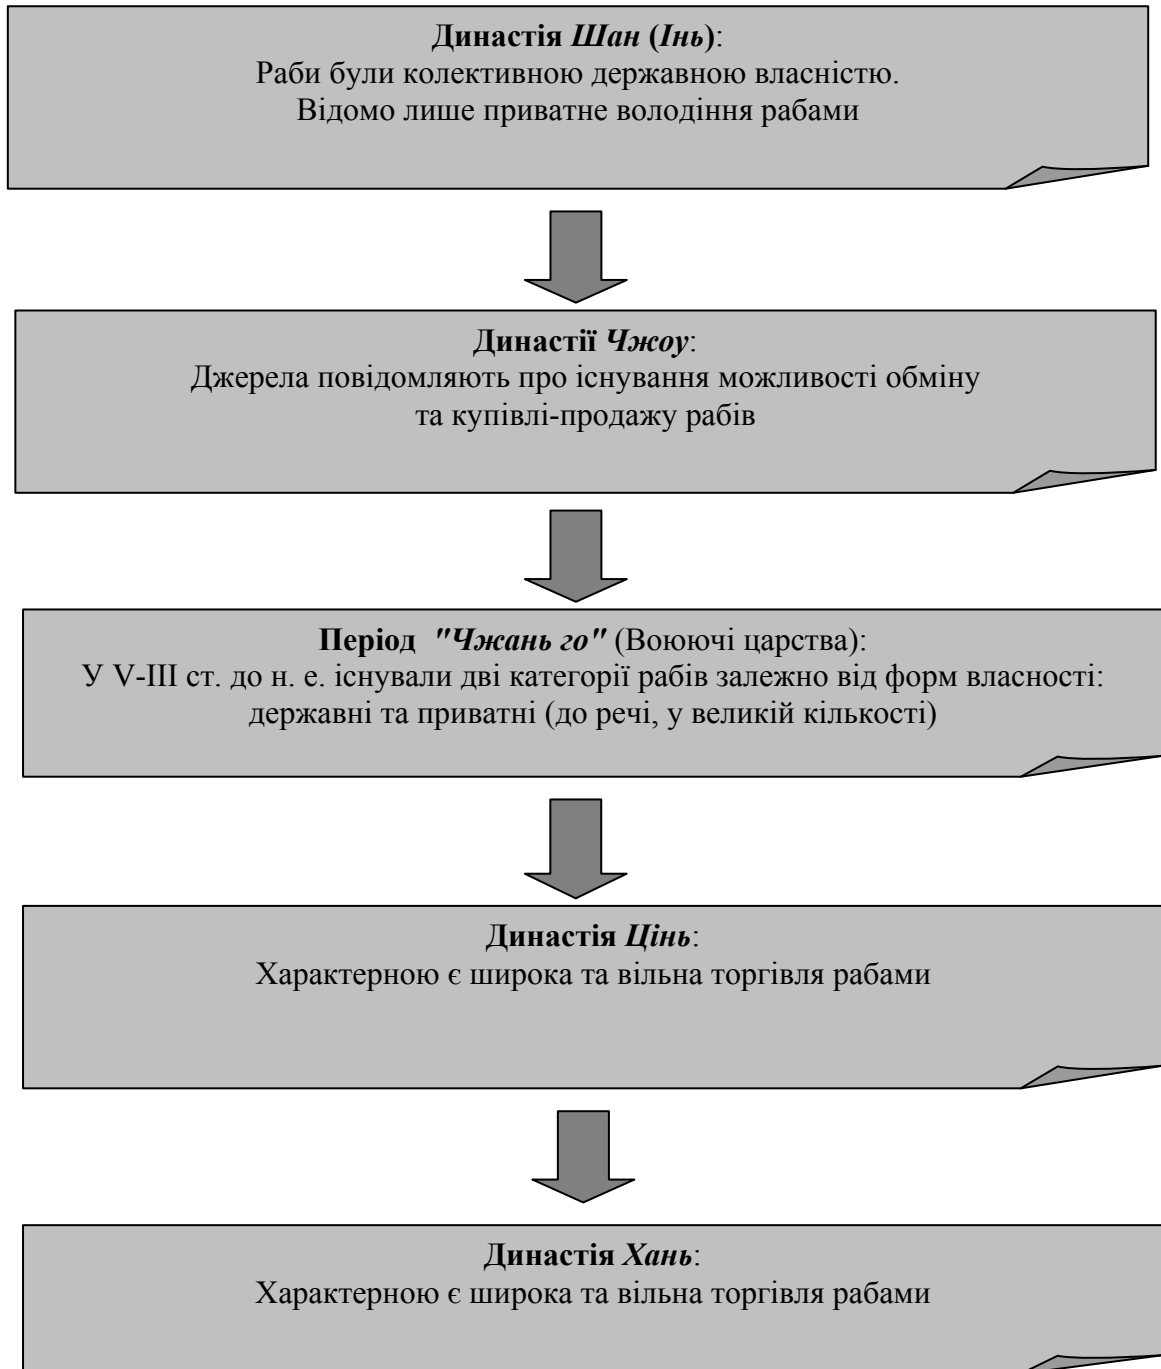 Династія Шан (Інь):
Раби були колективною державною власністю.
Відомо лише приватне володіння рабами
Династії Чжоу:
Джерела повідомляють про існування можливості обміну
та купівлі-продажу рабів
Період "Чжань го" (Воюючі царства):
У V-III ст. до н. е. існували дві категорії рабів залежно від форм власності:
державні та приватні (до речі, у великій кількості)
Династія Цінь:
Характерною є широка та вільна торгівля рабами
Династія Хань:
Характерною є широка та вільна торгівля рабами